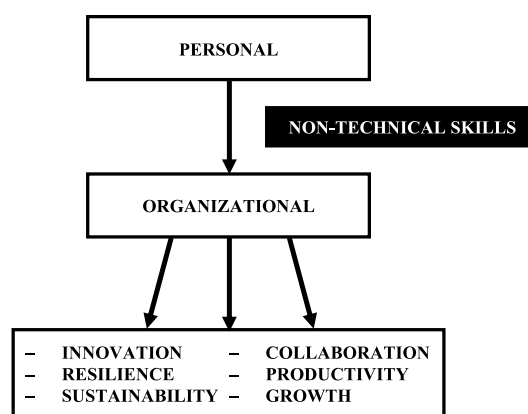 PERSONAL
NON-TECHNICAL SKILLS
ORGANIZATIONAL
– INNOVATION – COLLABORATION
– RESILIENCE – PRODUCTIVITY
– SUSTAINABILITY – GROWTH